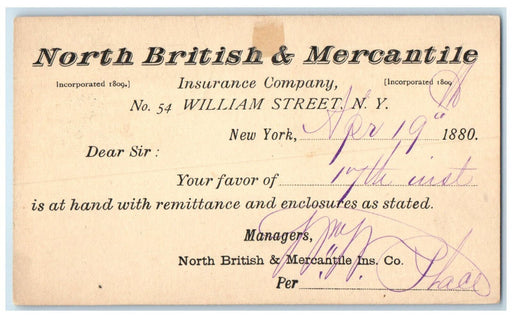 North British & Mercantile
[Incorporated 1809.] Insurance Company, [Incorporated 1809.]
No. 54 WILLIAM STREET, N. Y.
New York, Apr 19" 1880.
Dear Sir:
Your favor of 17th inst
is at hand with remittance and enclosures as stated.
Managers,
North British & Mercantile Ins. Co.
Per Place